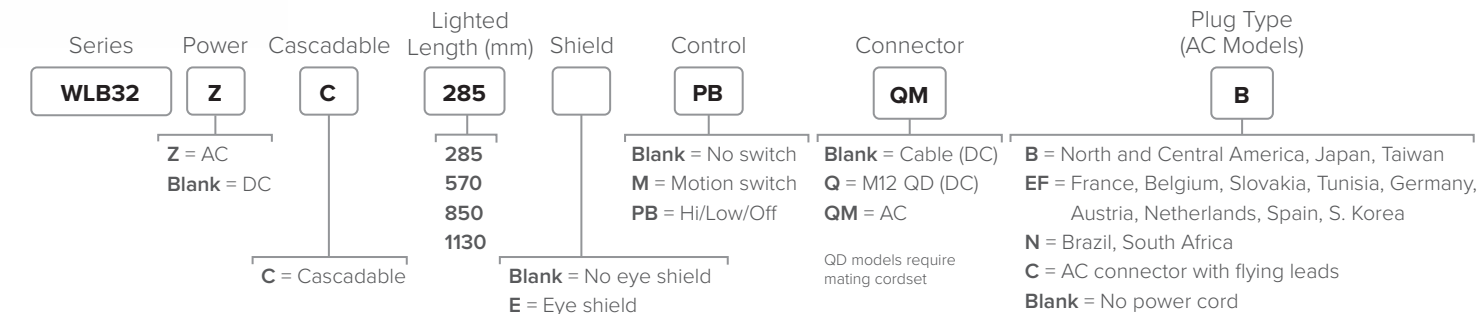 Series
Power
Cascadable
Lighted
Length (mm)
Shield
Control
Connector
Plug Type
(AC Models)
WLB32
Z
C
285
PB
QM
B
Z = AC
Blank = DC
C = Cascadable
285
570
850
1130
Blank = No eye shield
E = Eye shield
Blank = No switch
M = Motion switch
PB = Hi/Low/Off
Blank = Cable (DC)
Q = M12 QD (DC)
QM = AC
QD models require
mating cordset
B = North and Central America, Japan, Taiwan
EF = France, Belgium, Slovakia, Tunisia, Germany,
Austria, Netherlands, Spain, S. Korea
N = Brazil, South Africa
C = AC connector with flying leads
Blank = No power cord